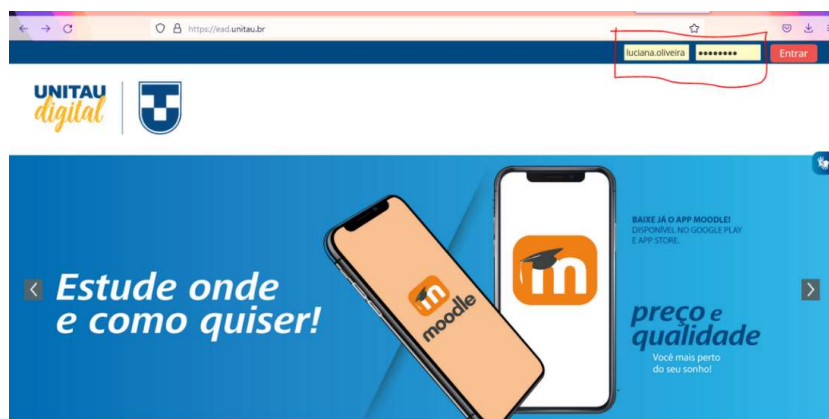 https://ead.unitau.br
luciana.oliveira •••••••• Entrar
UNITAU
digital
BAIXE JÁ O APP MOODLE!
DISPONÍVEL NO GOOGLE PLAY
E APP STORE.
Estude onde
e como quiser!
m
moodle
m
preço e
qualidade
Você mais perto
do seu sonho!